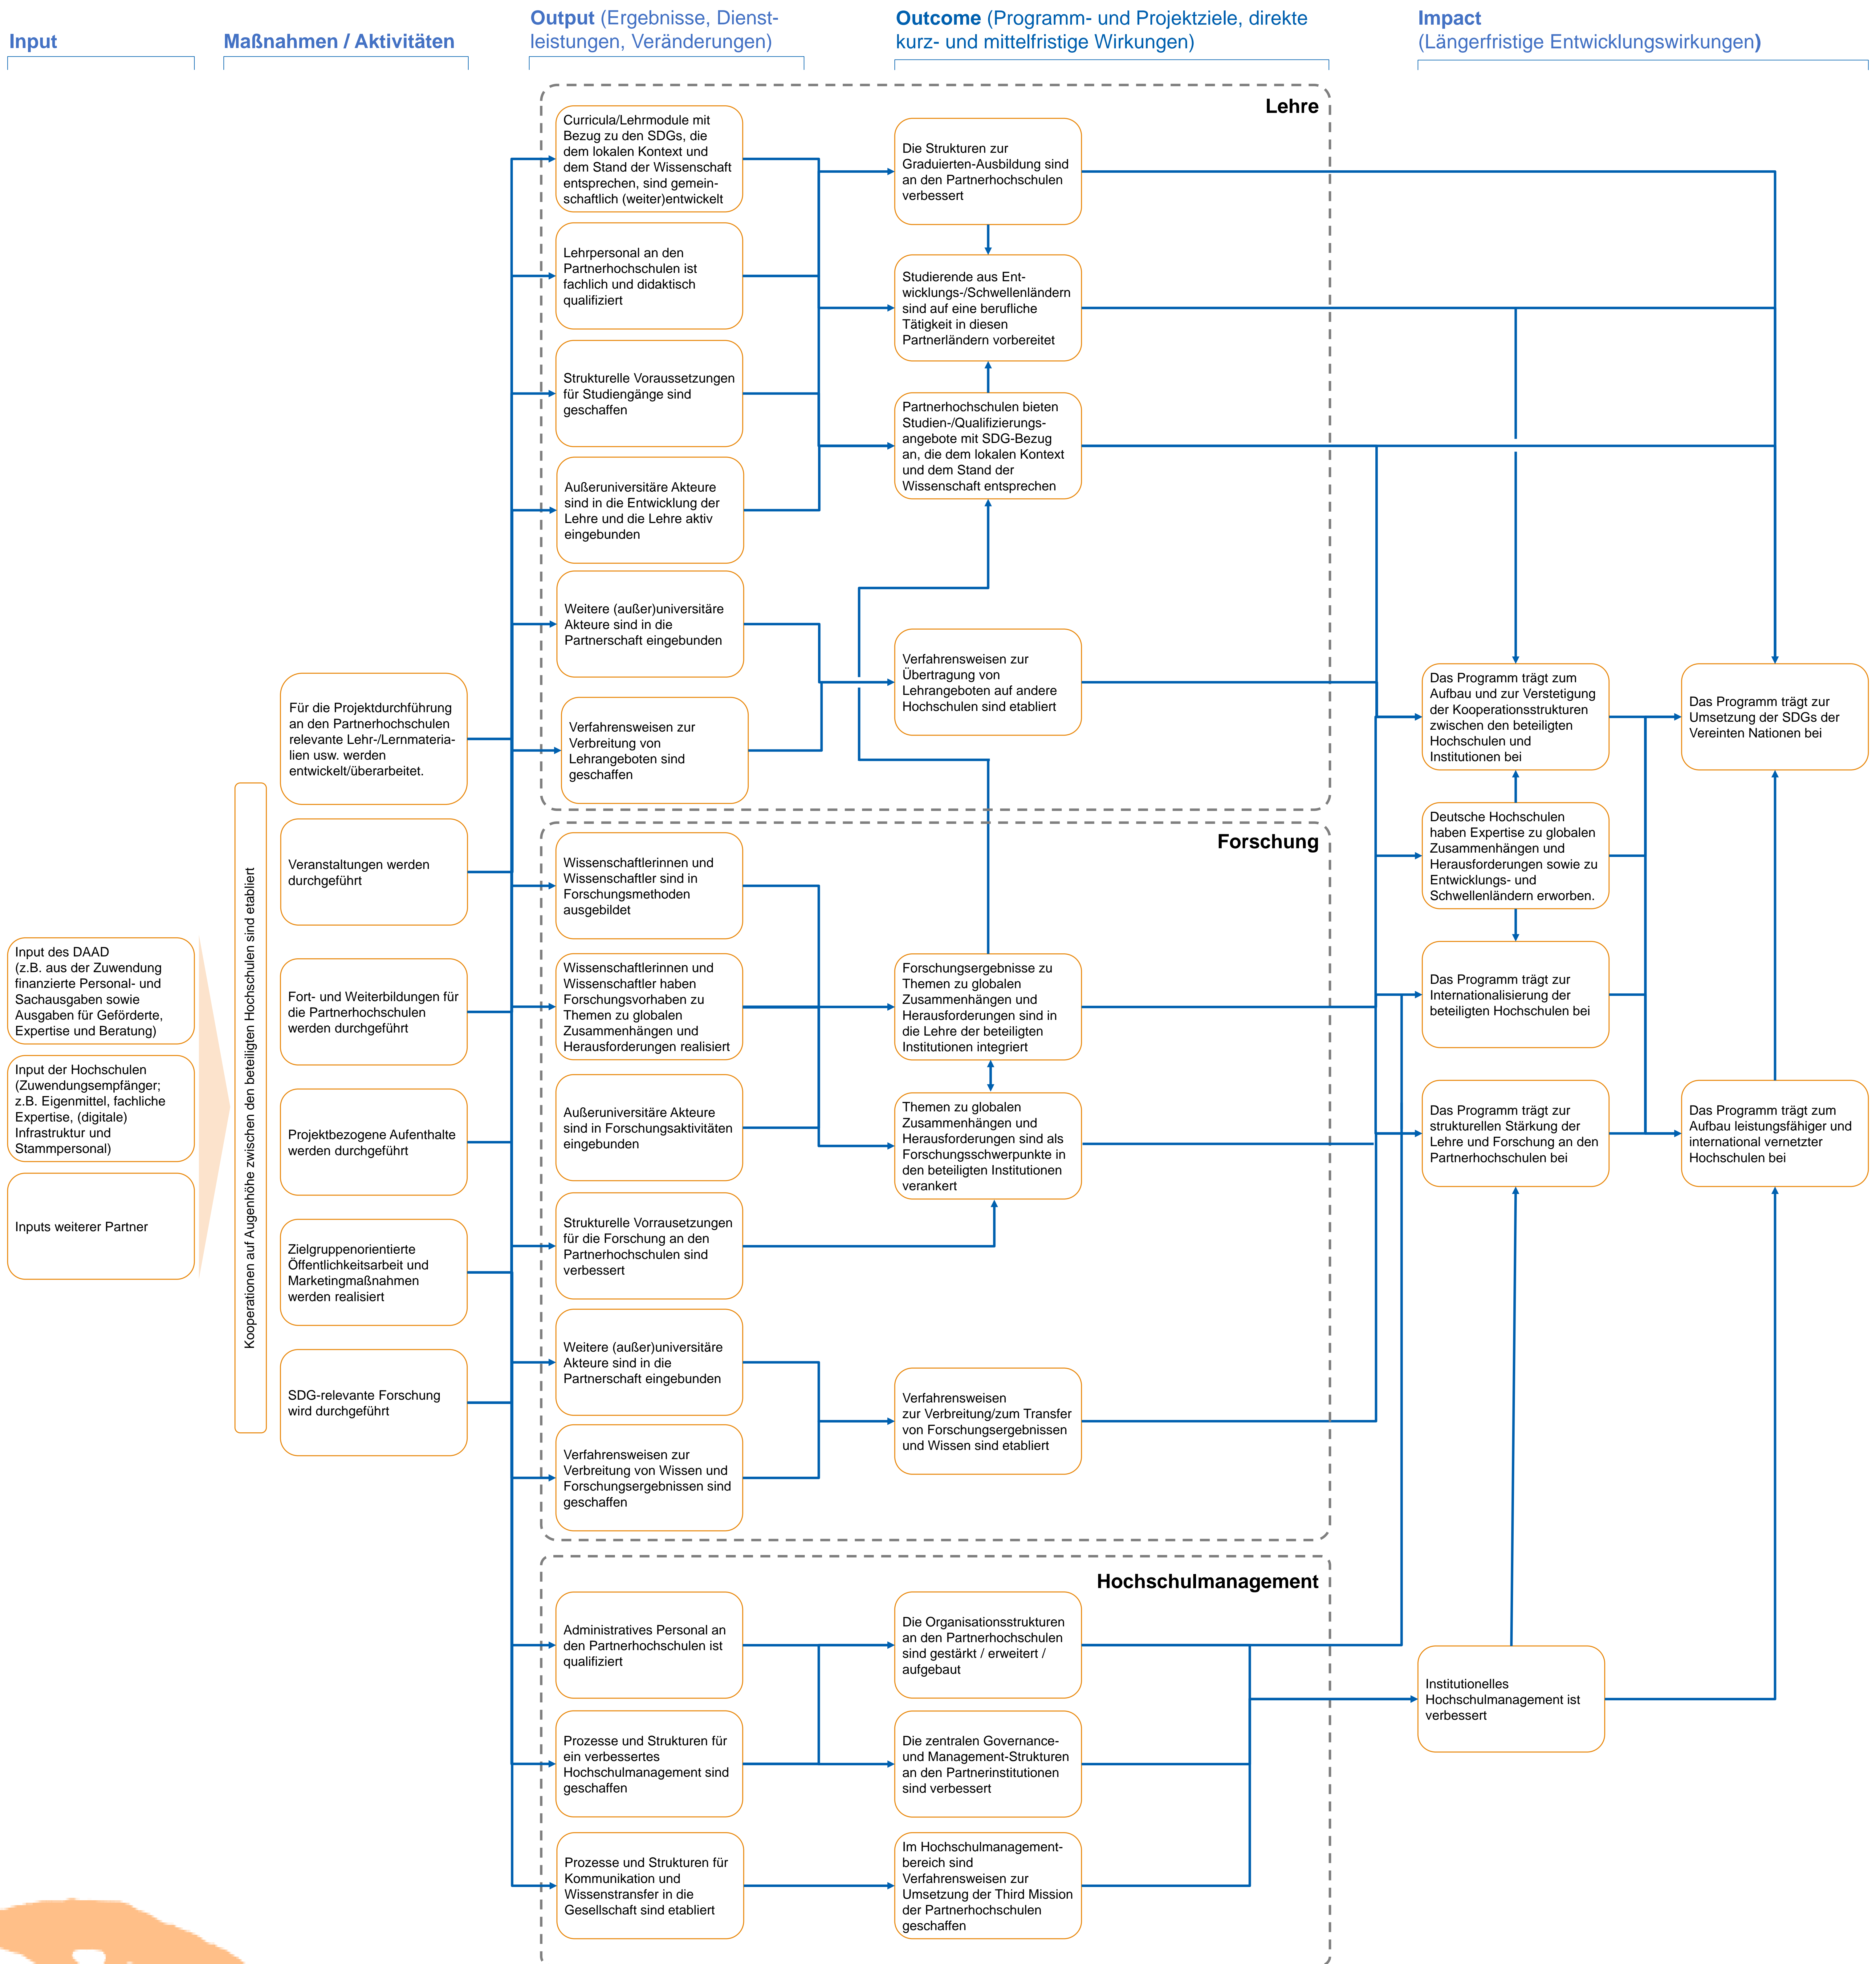 Input
Maßnahmen / Aktivitäten
Output (Ergebnisse, Dienst-
leistungen, Veränderungen)
Outcome (Programm- und Projektziele, direkte
kurz- und mittelfristige Wirkungen)
Impact
(Längerfristige Entwicklungswirkungen)
Input des DAAD
(z.B. aus der Zuwendung
finanzierte Personal- und
Sachausgaben sowie
Ausgaben für Geförderte,
Expertise und Beratung)
Input der Hochschulen
(Zuwendungsempfänger;
z.B. Eigenmittel, fachliche
Expertise, (digitale)
Infrastruktur und
Stammpersonal)
Inputs weiterer Partner
Kooperationen auf Augenhöhe zwischen den beteiligten Hochschulen sind etabliert
Für die Projektdurchführung
an den Partnerhochschulen
relevante Lehr-/Lernmateria-
lien usw. werden
entwickelt/überarbeitet.
Veranstaltungen werden
durchgeführt
Fort- und Weiterbildungen für
die Partnerhochschulen
werden durchgeführt
Projektbezogene Aufenthalte
werden durchgeführt
Zielgruppenorientierte
Öffentlichkeitsarbeit und
Marketingmaßnahmen
werden realisiert
SDG-relevante Forschung
wird durchgeführt
Lehre
Curricula/Lehrmodule mit
Bezug zu den SDGs, die
dem lokalen Kontext und
dem Stand der Wissenschaft
entsprechen, sind gemein-
schaftlich (weiter)entwickelt
Lehrpersonal an den
Partnerhochschulen ist
fachlich und didaktisch
qualifiziert
Strukturelle Voraussetzungen
für Studiengänge sind
geschaffen
Außeruniversitäre Akteure
sind in die Entwicklung der
Lehre und die Lehre aktiv
eingebunden
Weitere (außer)universitäre
Akteure sind in die
Partnerschaft eingebunden
Verfahrensweisen zur
Verbreitung von
Lehrangeboten sind
geschaffen
Die Strukturen zur
Graduierten-Ausbildung sind
an den Partnerhochschulen
verbessert
Studierende aus Ent-
wicklungs-/Schwellenländern
sind auf eine berufliche
Tätigkeit in diesen
Partnerländern vorbereitet
Partnerhochschulen bieten
Studien-/Qualifizierungs-
angebote mit SDG-Bezug
an, die dem lokalen Kontext
und dem Stand der
Wissenschaft entsprechen
Verfahrensweisen zur
Übertragung von
Lehrangeboten auf andere
Hochschulen sind etabliert
Forschung
Wissenschaftlerinnen und
Wissenschaftler sind in
Forschungsmethoden
ausgebildet
Wissenschaftlerinnen und
Wissenschaftler haben
Forschungsvorhaben zu
Themen zu globalen
Zusammenhängen und
Herausforderungen realisiert
Außeruniversitäre Akteure
sind in Forschungsaktivitäten
eingebunden
Strukturelle Vorrausetzungen
für die Forschung an den
Partnerhochschulen sind
verbessert
Weitere (außer)universitäre
Akteure sind in die
Partnerschaft eingebunden
Verfahrensweisen zur
Verbreitung von Wissen und
Forschungsergebnissen sind
geschaffen
Forschungsergebnisse zu
Themen zu globalen
Zusammenhängen und
Herausforderungen sind in
die Lehre der beteiligten
Institutionen integriert
Themen zu globalen
Zusammenhängen und
Herausforderungen sind als
Forschungsschwerpunkte in
den beteiligten Institutionen
verankert
Verfahrensweisen
zur Verbreitung/zum Transfer
von Forschungsergebnissen
und Wissen sind etabliert
Hochschulmanagement
Administratives Personal an
den Partnerhochschulen ist
qualifiziert
Prozesse und Strukturen für
ein verbessertes
Hochschulmanagement sind
geschaffen
Prozesse und Strukturen für
Kommunikation und
Wissenstransfer in die
Gesellschaft sind etabliert
Die Organisationsstrukturen
an den Partnerhochschulen
sind gestärkt / erweitert /
aufgebaut
Die zentralen Governance-
und Management-Strukturen
an den Partnerinstitutionen
sind verbessert
Im Hochschulmanagement-
bereich sind
Verfahrensweisen zur
Umsetzung der Third Mission
der Partnerhochschulen
geschaffen
Das Programm trägt zum
Aufbau und zur Verstetigung
der Kooperationsstrukturen
zwischen den beteiligten
Hochschulen und
Institutionen bei
Deutsche Hochschulen
haben Expertise zu globalen
Zusammenhängen und
Herausforderungen sowie zu
Entwicklungs- und
Schwellenländern erworben.
Das Programm trägt zur
Internationalisierung der
beteiligten Hochschulen bei
Das Programm trägt zur
strukturellen Stärkung der
Lehre und Forschung an den
Partnerhochschulen bei
Institutionelles
Hochschulmanagement ist
verbessert
Das Programm trägt zur
Umsetzung der SDGs der
Vereinten Nationen bei
Das Programm trägt zum
Aufbau leistungsfähiger und
international vernetzter
Hochschulen bei